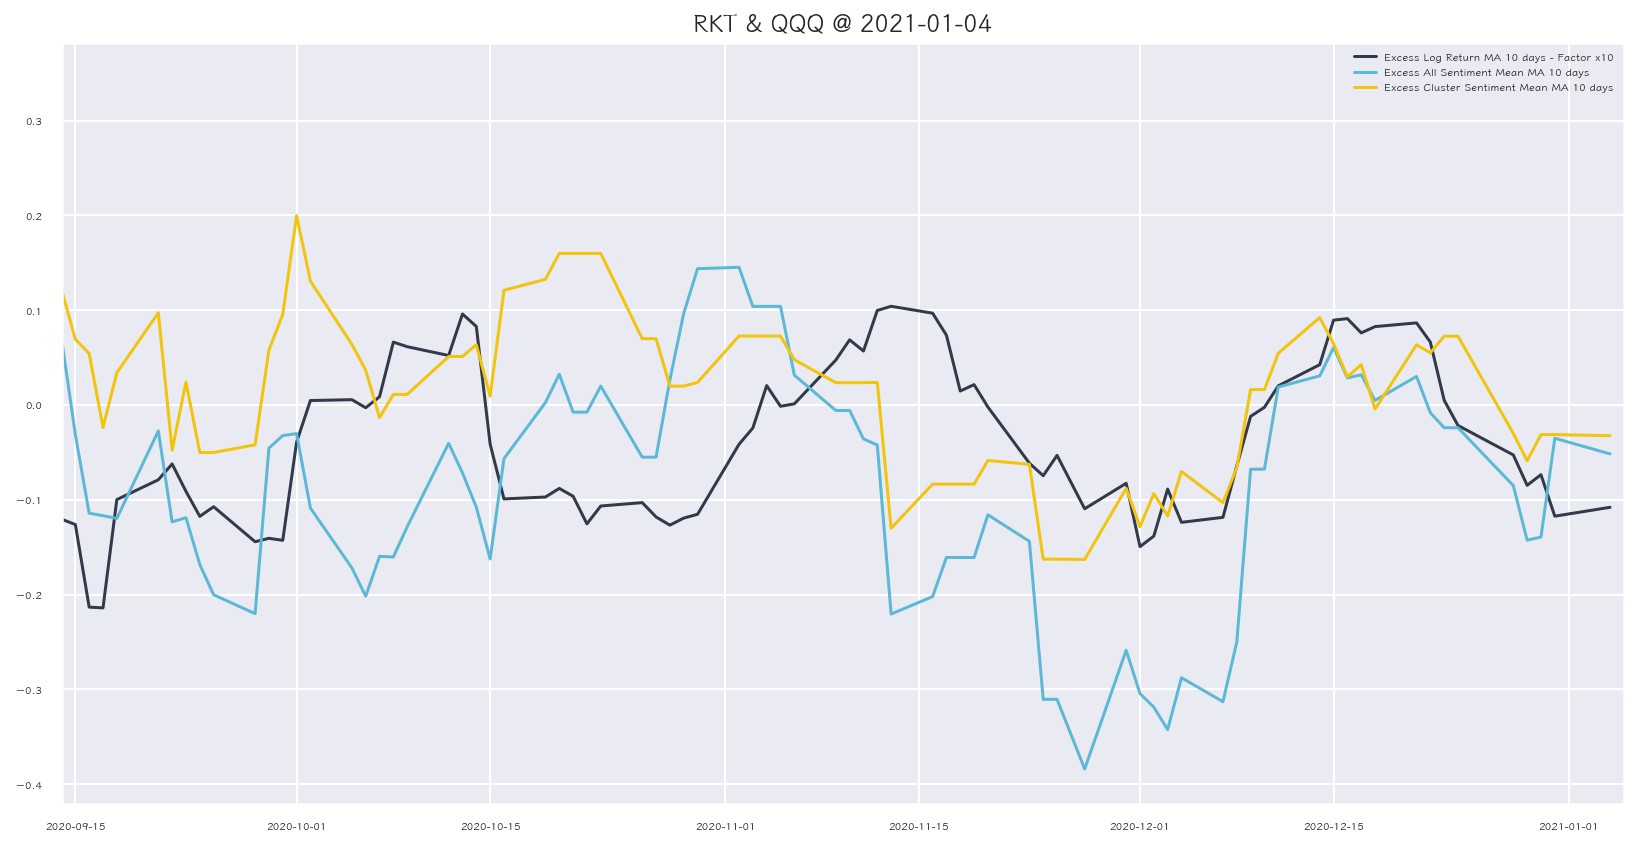 RKT & QQQ @ 2021-01-04
Excess Log Return MA 10 days - Factor x10
Excess All Sentiment Mean MA 10 days
Excess Cluster Sentiment Mean MA 10 days
0.3
0.2
0.1
0.0
−0.1
−0.2
−0.3
−0.4
2020-09-15 2020-10-01 2020-10-15 2020-11-01 2020-11-15 2020-12-01 2020-12-15 2021-01-01